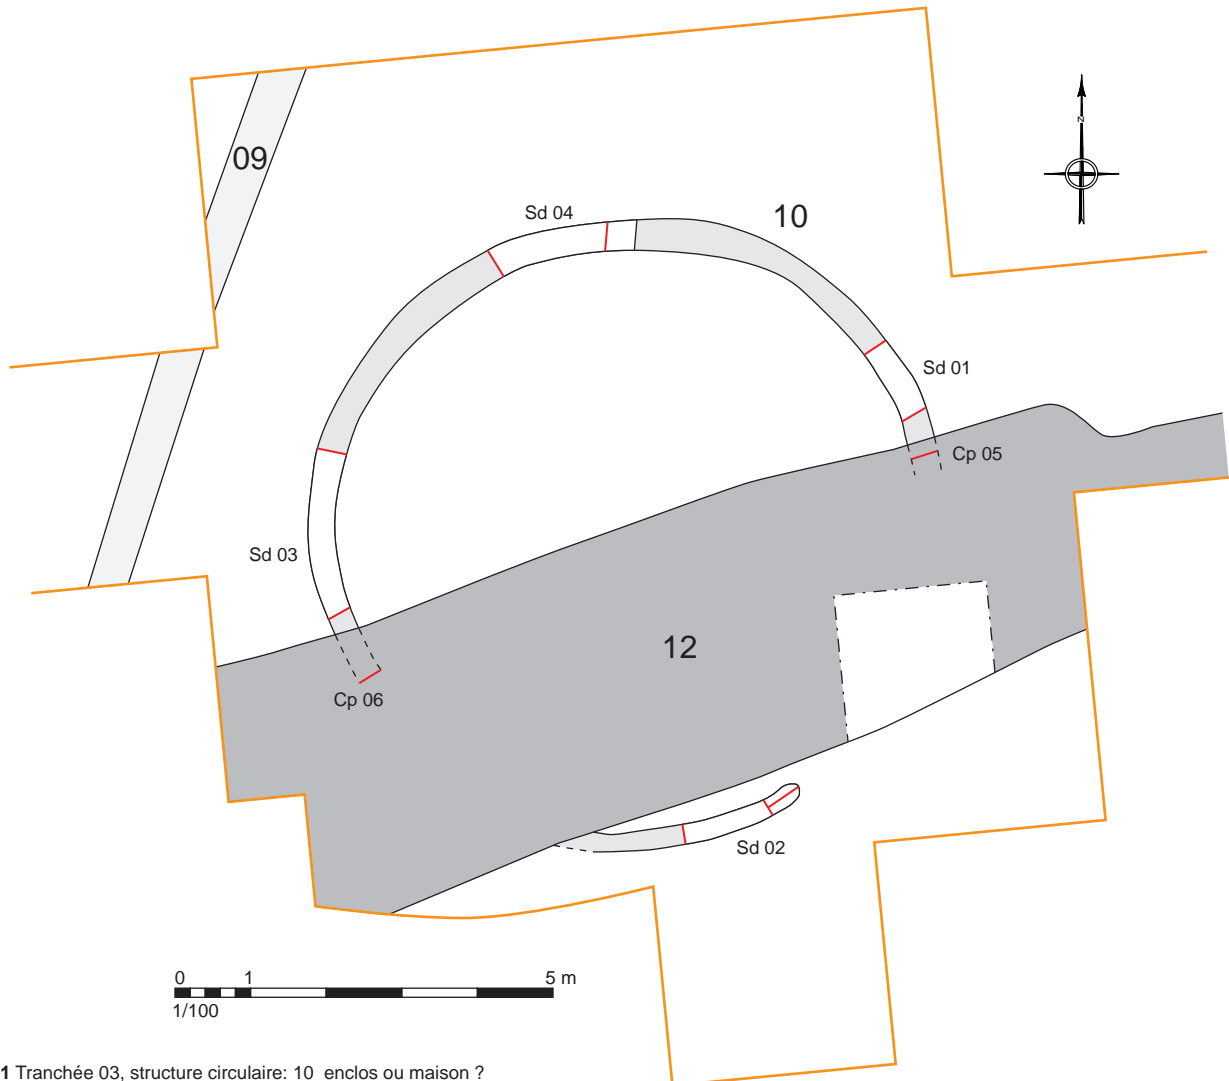 09
N
Sd 04
10
Sd 01
Cp 05
Sd 03
12
Cp 06
Sd 02
0 1 5 m
1/100
1 Tranchée 03, structure circulaire: 10 enclos ou maison ?